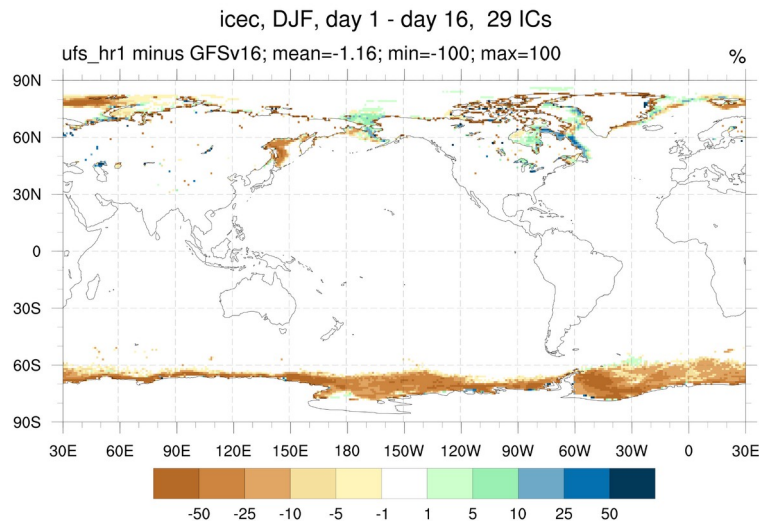 icec, DJF, day 1 - day 16, 29 ICs
ufs_hr1 minus GFSv16; mean=-1.16; min=-100; max=100 %
90N
60N
30N
0
30S
60S
90S
30E 60E 90E 120E 150E 180 150W 120W 90W 60W 30W 0 30E
-50 -25 -10 -5 -1 1 5 10 25 50